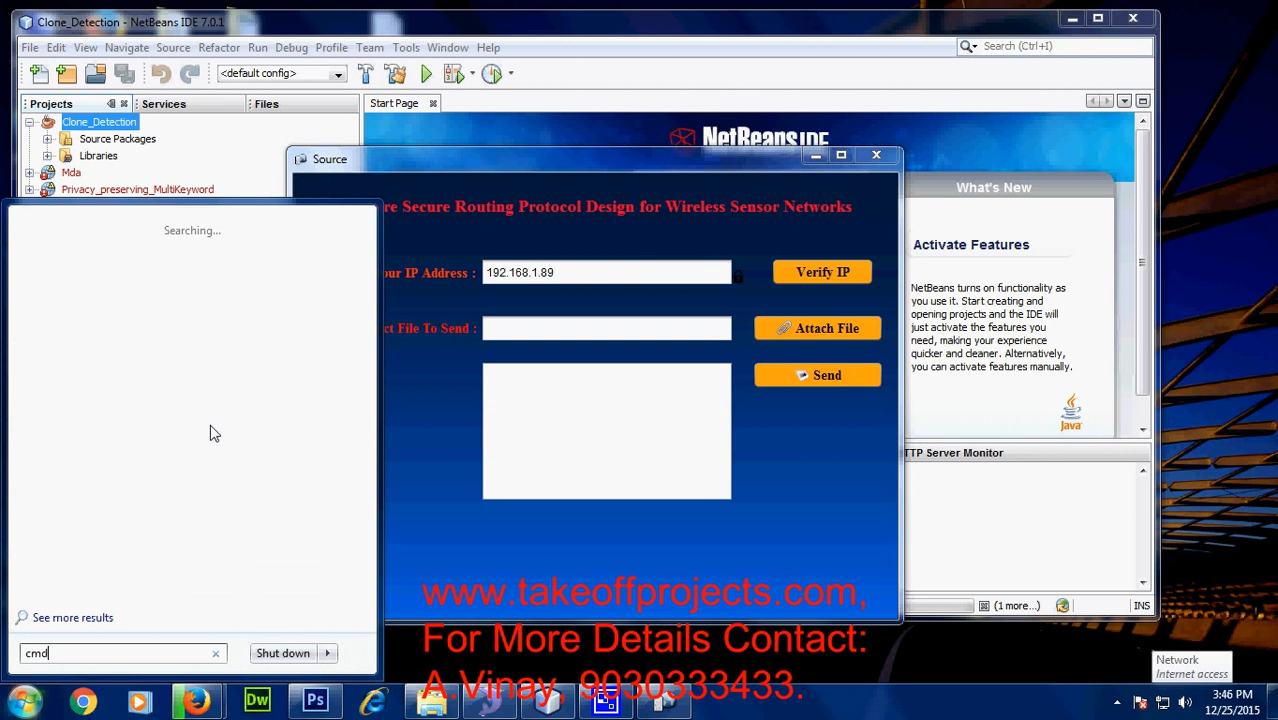 Clone_Detection - NetBeans IDE 7.0.1
File Edit View Navigate Source Refactor Run Debug Profile Team Tools Window Help
Search (Ctrl+I)
<default config>
Projects
Services
Files
Start Page
Clone_Detection
Source Packages
Libraries
Mda
Privacy_preserving_MultiKeyword
NetBeans IDE
What's New
Activate Features
NetBeans turns on functionality as
you use it. Start creating and
opening projects and the IDE will
just activate the features you
need, making your experience
quicker and cleaner. Alternatively,
you can activate features manually.
Java
TTP Server Monitor
(1 more...)
INS
Source
re Secure Routing Protocol Design for Wireless Sensor Networks
our IP Address :
192.168.1.89
Verify IP
ct File To Send :
Attach File
Send
Searching...
See more results
cmd
Shut down
www.takeoffprojects.com,
For More Details Contact:
A.Vinay, 9030333433.
Network
Internet access
Dw
Ps
3:46 PM
12/25/2015